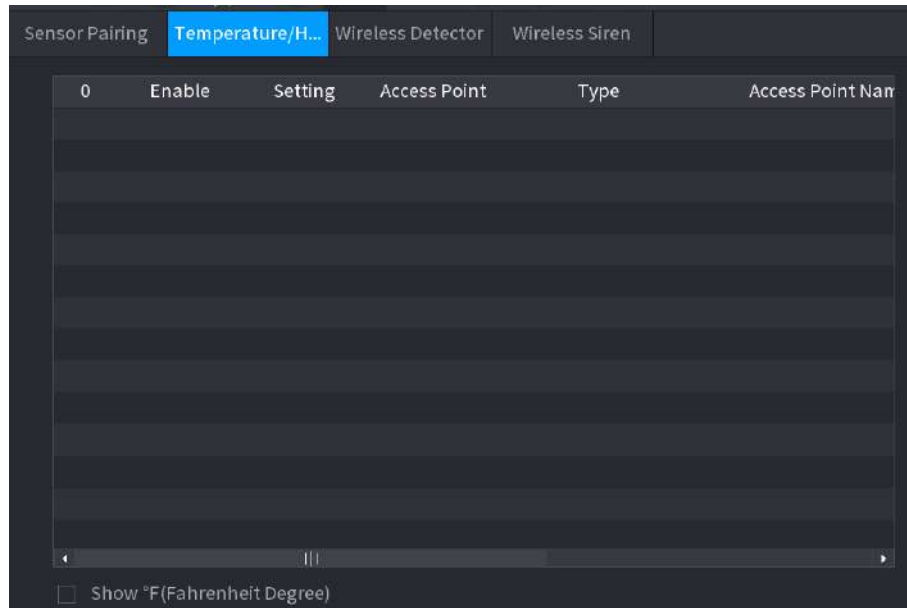 Sensor Pairing Temperature/H... Wireless Detector Wireless Siren
0 Enable Setting Access Point Type Access Point Nam
Show °F(Fahrenheit Degree)